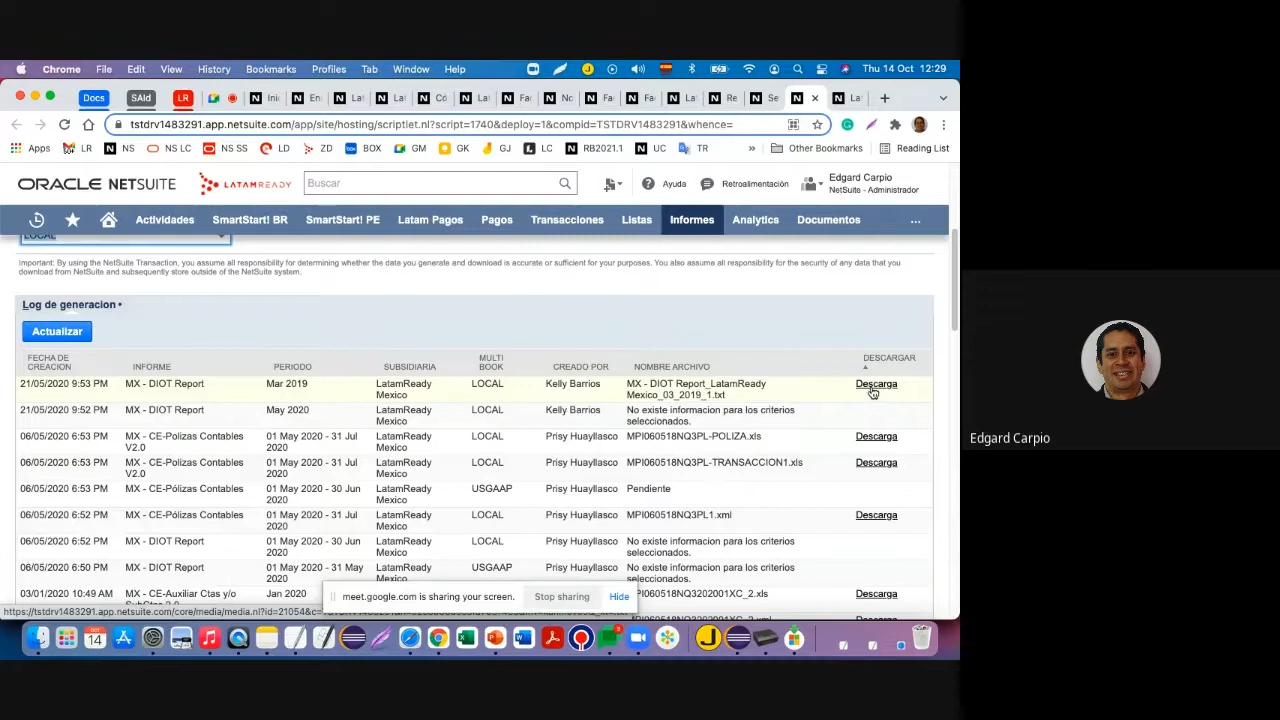 Chrome File Edit View History Bookmarks Profiles Tab Window Help Thu 14 Oct 12:29
Docs SAId LR
tstdrv1483291.app.netsuite.com/app/site/hosting/scriptlet.nl?script=1740&deploy=1&compid=TSTDRV1483291&whence=
Apps LR NS NS LC NS SS LD ZD BOX GM GK GJ LC RB2021.1 UC TR » Other Bookmarks Reading List
ORACLE NETSUITE LATAMREADY Buscar Ayuda Retroalimentación Edgard Carpio
NetSuite - Administrador
Actividades SmartStart! BR SmartStart! PE Latam Pagos Pagos Transacciones Listas Informes Analytics Documentos ...
LOCAL
Important: By using the NetSuite Transaction, you assume all responsibility for determining whether the data you generate and download is accurate or sufficient for your purposes. You also assume all responsibility for the security of any data that you
download from NetSuite and subsequently store outside of the NetSuite system.
Log de generacion •
Actualizar
FECHA DE CREACION INFORME PERIODO SUBSIDIARIA MULTI BOOK CREADO POR NOMBRE ARCHIVO DESCARGAR
21/05/2020 9:53 PM MX - DIOT Report Mar 2019 LatamReady Mexico LOCAL Kelly Barrios MX - DIOT Report_LatamReady Mexico_03_2019_1.txt Descarga
21/05/2020 9:52 PM MX - DIOT Report May 2020 LatamReady Mexico LOCAL Kelly Barrios No existe informacion para los criterios seleccionados.
06/05/2020 6:53 PM MX - CE-Polizas Contables V2.0 01 May 2020 - 31 Jul 2020 LatamReady Mexico LOCAL Prisy Huayllasco MPI060518NQ3PL-POLIZA.xls Descarga
06/05/2020 6:53 PM MX - CE-Polizas Contables V2.0 01 May 2020 - 31 Jul 2020 LatamReady Mexico LOCAL Prisy Huayllasco MPI060518NQ3PL-TRANSACCION1.xls Descarga
06/05/2020 6:53 PM MX - CE-Pólizas Contables 01 May 2020 - 30 Jun 2020 LatamReady Mexico USGAAP Prisy Huayllasco Pendiente
06/05/2020 6:52 PM MX - CE-Pólizas Contables 01 May 2020 - 31 Jul 2020 LatamReady Mexico LOCAL Prisy Huayllasco MPI060518NQ3PL1.xml Descarga
06/05/2020 6:52 PM MX - DIOT Report 01 May 2020 - 30 Jun 2020 LatamReady Mexico LOCAL Prisy Huayllasco No existe informacion para los criterios seleccionados.
06/05/2020 6:50 PM MX - DIOT Report 01 May 2020 - 31 May 2020 LatamReady Mexico USGAAP Prisy Huayllasco No existe informacion para los criterios seleccionados.
03/01/2020 10:49 AM MX - CE-Auxiliar Ctas y/o Jan 2020 Descarga
meet.google.com is sharing your screen. Stop sharing Hide
https://tstdrv1483291.app.netsuite.com/core/media/media.nl?id=21054&c=
Edgard Carpio